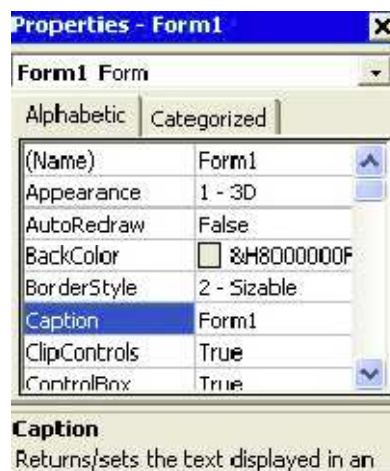 Properties - Form1
Form1 Form
Alphabetic Categorized
(Name) Form1
Appearance 1 - 3D
AutoRedraw False
BackColor &H8000000F
BorderStyle 2 - Sizable
Caption Form1
ClipControls True
ControlBox True
Caption
Returns/sets the text displayed in an